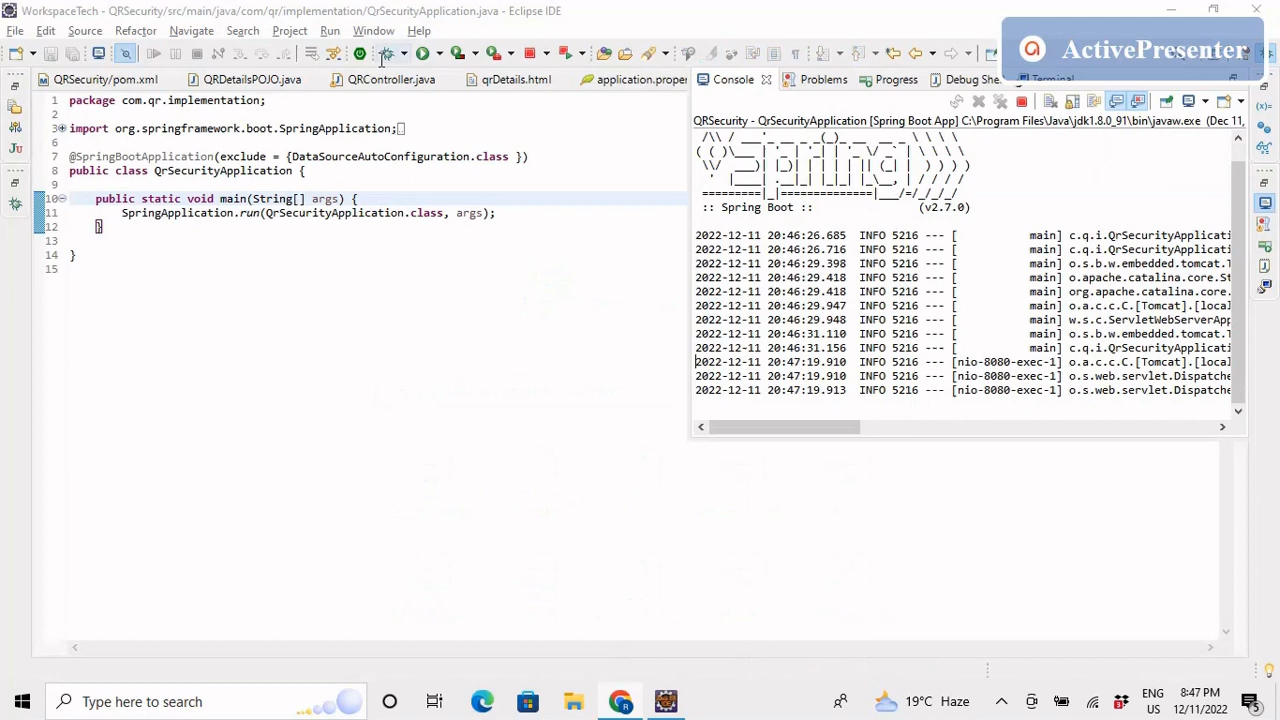 WorkspaceTech - QRSecurity/src/main/java/com/qr/implementation/QrSecurityApplication.java - Eclipse IDE
File Edit Source Refactor Navigate Search Project Run Window Help
ActivePresenter
QRSecurity/pom.xml QRDetailsPOJO.java QRController.java qrDetails.htm application.proper
Console Problems Progress Debug She Terminal
QRSecurity - QrSecurityApplication [Spring Boot App] C:\Program Files\Java\jdk1.8.0_91\bin\javaw.exe (Dec 11,
1 package com.qr.implementation;
2
3 import org.springframework.boot.SpringApplication;
6
7 @SpringBootApplication(exclude = {DataSourceAutoConfiguration.class })
8 public class QrSecurityApplication {
9
10 public static void main(String[] args) {
11 SpringApplication.run(QrSecurityApplication.class, args);
12 }
13
14 }
15
:: Spring Boot :: (v2.7.0)
2022-12-11 20:46:26.685 INFO 5216 --- [ main] c.q.i.QrSecurityApplicati
2022-12-11 20:46:26.716 INFO 5216 --- [ main] c.q.i.QrSecurityApplicati
2022-12-11 20:46:29.398 INFO 5216 --- [ main] o.s.b.w.embedded.tomcat.T
2022-12-11 20:46:29.418 INFO 5216 --- [ main] o.apache.catalina.core.St
2022-12-11 20:46:29.418 INFO 5216 --- [ main] org.apache.catalina.core.
2022-12-11 20:46:29.947 INFO 5216 --- [ main] o.a.c.c.C.[Tomcat].[local
2022-12-11 20:46:29.948 INFO 5216 --- [ main] w.s.c.ServletWebServerApp
2022-12-11 20:46:31.110 INFO 5216 --- [ main] o.s.b.w.embedded.tomcat.T
2022-12-11 20:46:31.156 INFO 5216 --- [ main] c.q.i.QrSecurityApplicati
2022-12-11 20:47:19.910 INFO 5216 --- [nio-8080-exec-1] o.a.c.c.C.[Tomcat].[local
2022-12-11 20:47:19.910 INFO 5216 --- [nio-8080-exec-1] o.s.web.servlet.Dispatche
2022-12-11 20:47:19.913 INFO 5216 --- [nio-8080-exec-1] o.s.web.servlet.Dispatche
Type here to search
19°C Haze
ENG
US
8:47 PM
12/11/2022
5